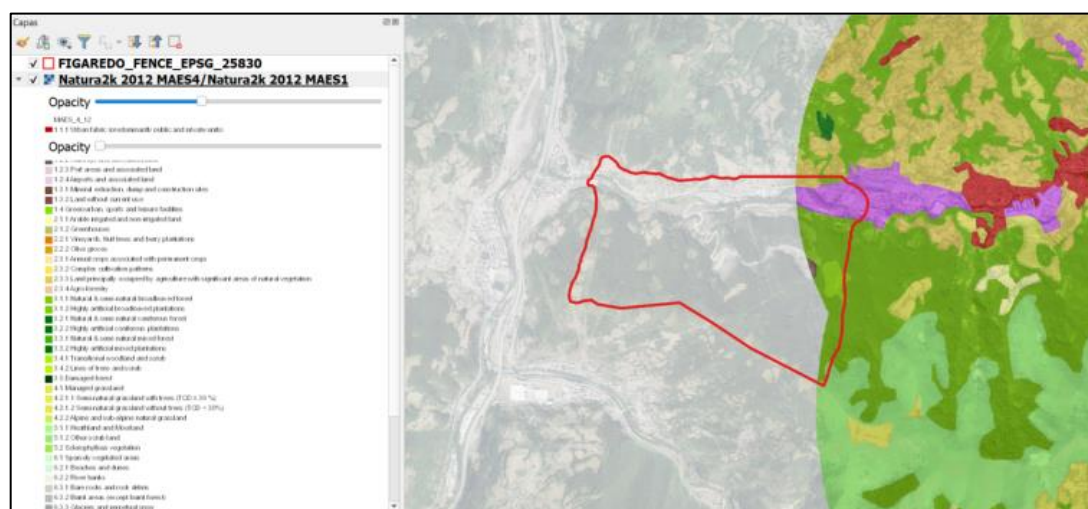 Capas
FIGAREDO_FENCE_EPSG_25830
Natura2k 2012 MAES4/Natura2k 2012 MAES1
Opacity
MAES_4_12
1.1.1 Urban fabric (predominantly public and private units)
Opacity
1.2.3 Port areas and associated land
1.2.4 Airports and associated land
1.3.1 Mineral extraction, dump and construction sites
1.3.2 Land without current use
1.4 Green urban, sports and leisure facilities
2.1.1 Arable irrigated and non-irrigated land
2.1.2 Greenhouses
2.2.1 Vineyards, fruit trees and berry plantations
2.2.2 Olive groves
2.3.1 Annual crops associated with permanent crops
2.3.2 Complex cultivation patterns
2.3.3 Land principally occupied by agriculture with significant areas of natural vegetation
2.3.4 Agro-forestry
3.1.1 Natural & semi-natural broadleaved forest
3.1.2 Highly artificial broadleaved plantations
3.2.1 Natural & semi-natural coniferous forest
3.2.2 Highly artificial coniferous plantations
3.3.1 Natural & semi-natural mixed forest
3.3.2 Highly artificial mixed plantations
3.4.1 Transitional woodland and scrub
3.4.2 Lines of trees and scrub
3.5 Damaged forest
4.1 Managed grassland
4.2.1.1 Semi-natural grassland with trees (TCD ≥ 30 %)
4.2.1.2 Semi-natural grassland without trees (TCD < 30%)
4.2.2 Alpine and sub-alpine natural grassland
5.1.1 Heathland and Moorland
5.1.2 Other scrub land
5.2 Sclerophyllous vegetation
6.1 Sparsely vegetated areas
6.2.1 Beaches and dunes
6.2.2 River banks
6.3.1 Bare rocks and rock debris
6.3.2 Burnt areas (except burnt forest)
6.3.3 Glaciers and perpetual snow